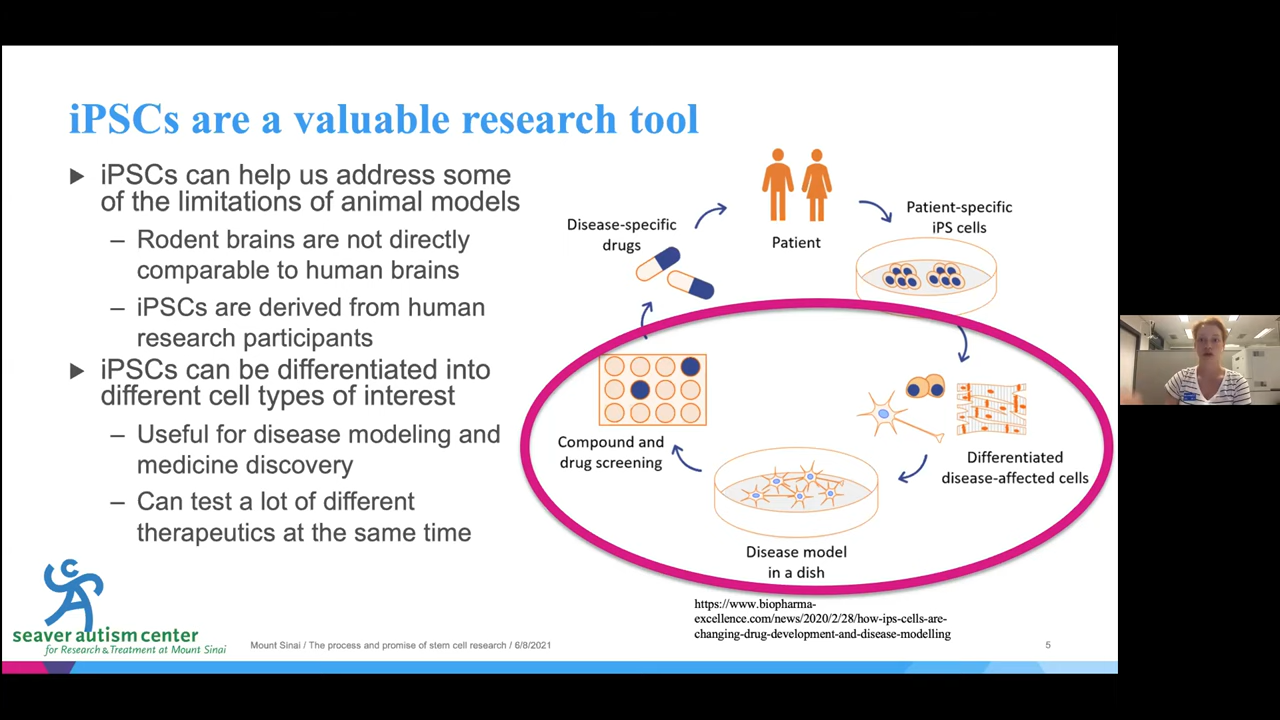 iPSCs are a valuable research tool
iPSCs can help us address some
of the limitations of animal models
– Rodent brains are not directly
comparable to human brains
– iPSCs are derived from human
research participants
iPSCs can be differentiated into
different cell types of interest
– Useful for disease modeling and
medicine discovery
– Can test a lot of different
therapeutics at the same time
Patient
Patient-specific
iPS cells
Differentiated
disease-affected cells
Disease model
in a dish
Compound and
drug screening
Disease-specific
drugs
https://www.biopharma-
excellence.com/news/2020/2/28/how-ips-cells-are-
changing-drug-development-and-disease-modelling
seaver autism center
for Research & Treatment at Mount Sinai
Mount Sinai / The process and promise of stem cell research / 6/8/2021
5